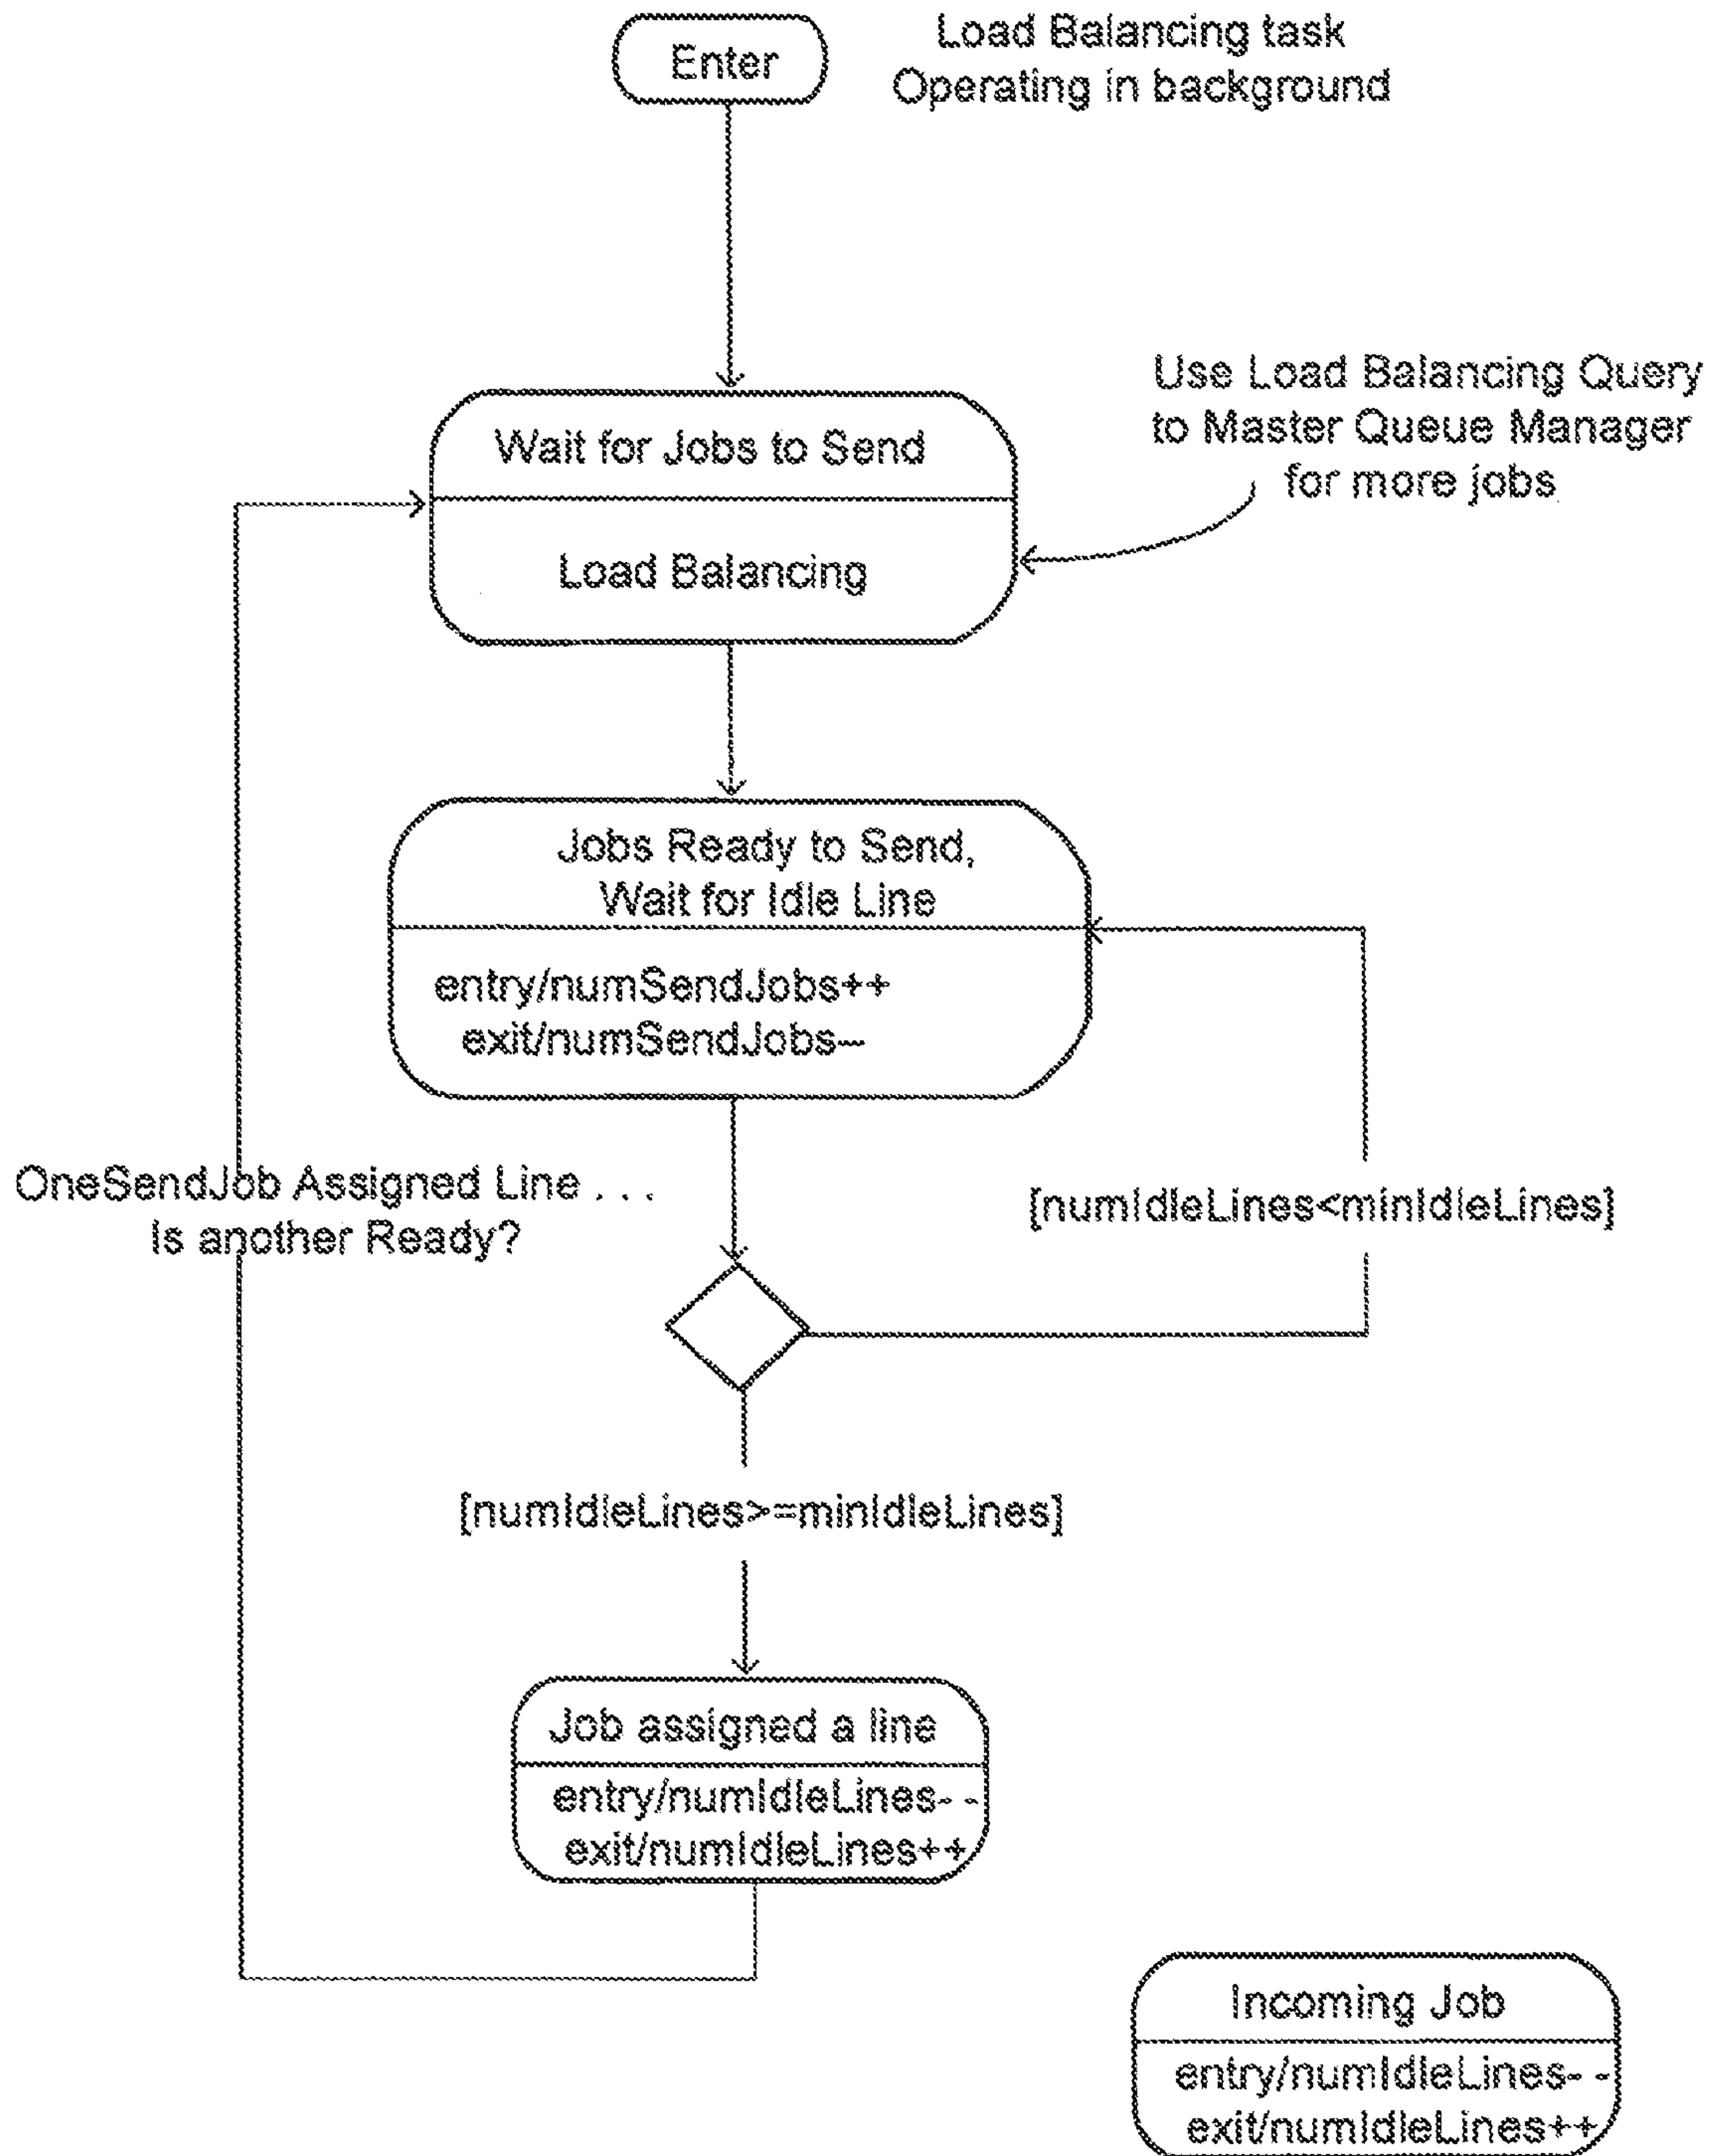 Enter
Load Balancing task
Operating in background
Use Load Balancing Query
to Master Queue Manager
for more jobs
Wait for Jobs to Send
Load Balancing
Jobs Ready to Send,
Wait for Idle Line
entry/numSendJobs++
exit/numSendJobs--
OneSendJob Assigned Line . . .
Is another Ready?
[numIdleLines<minIdleLines]
[numIdleLines>=minIdleLines]
Job assigned a line
entry/numIdleLines- -
exit/numIdleLines++
Incoming Job
entry/numIdleLines- -
exit/numIdleLines++